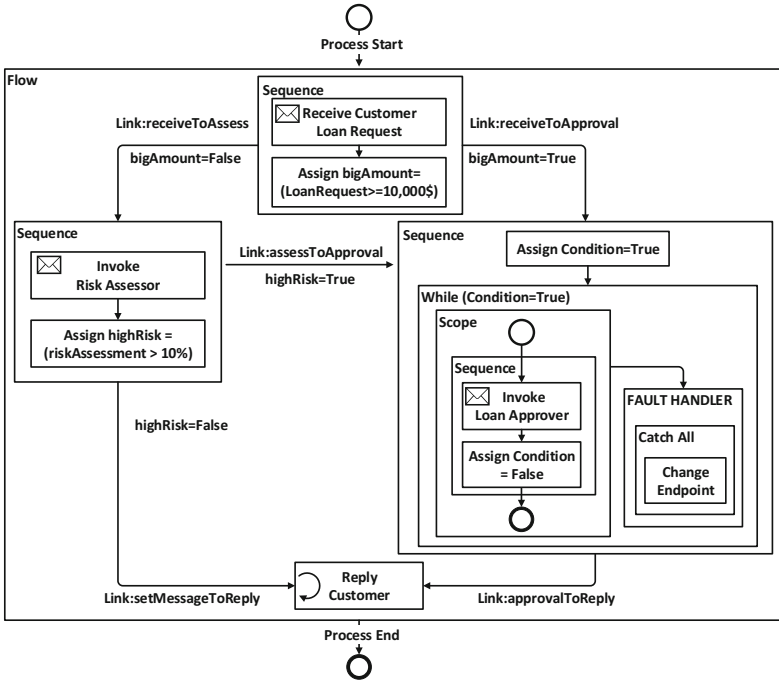 Process Start
Flow
Sequence
Receive Customer
Loan Request
Link:receiveToAssess
bigAmount=False
Link:receiveToApproval
bigAmount=True
Assign bigAmount=
(LoanRequest>=10,000$)
Sequence
Invoke
Risk Assessor
Assign highRisk =
(riskAssessment > 10%)
Link:assessToApproval
highRisk=True
Sequence
Assign Condition=True
While (Condition=True)
Scope
Sequence
Invoke
Loan Approver
Assign Condition
= False
FAULT HANDLER
Catch All
Change
Endpoint
highRisk=False
Reply
Customer
Link:setMessageToReply
Link:approvalToReply
Process End